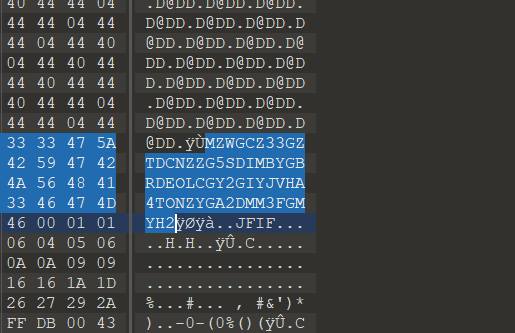 40 44 44 04 .D@DD.D@DD.D@DD.
44 44 04 44 D@DD.D@DD.D@DD.D
44 04 44 40 @DD.D@DD.D@DD.D@
04 44 40 44 DD.D@DD.D@DD.D@D
44 40 44 44 D.D@DD.D@DD.D@DD
40 44 44 04 .D@DD.D@DD.D@DD.
44 44 04 44 D@DD.D@DD.D@DD.D
33 33 47 5A @DD.ÿÙMZWGCZ33GZ
42 59 47 42 TDCNZZG5SDIMBYGB
4A 56 48 41 RDEOLCGY2GIYJVHA
33 46 47 4D 4TONZYGA2DMM3FGM
46 00 01 01 YH2ÿØÿà..JFIF...
06 04 05 06 ..H.H..ÿÛ.C.....
0A 0A 09 09 ................
16 16 1A 1D ................
26 27 29 2A %...#... , #&')*
FF DB 00 43 )..-0-(0%()(ÿÛ.C